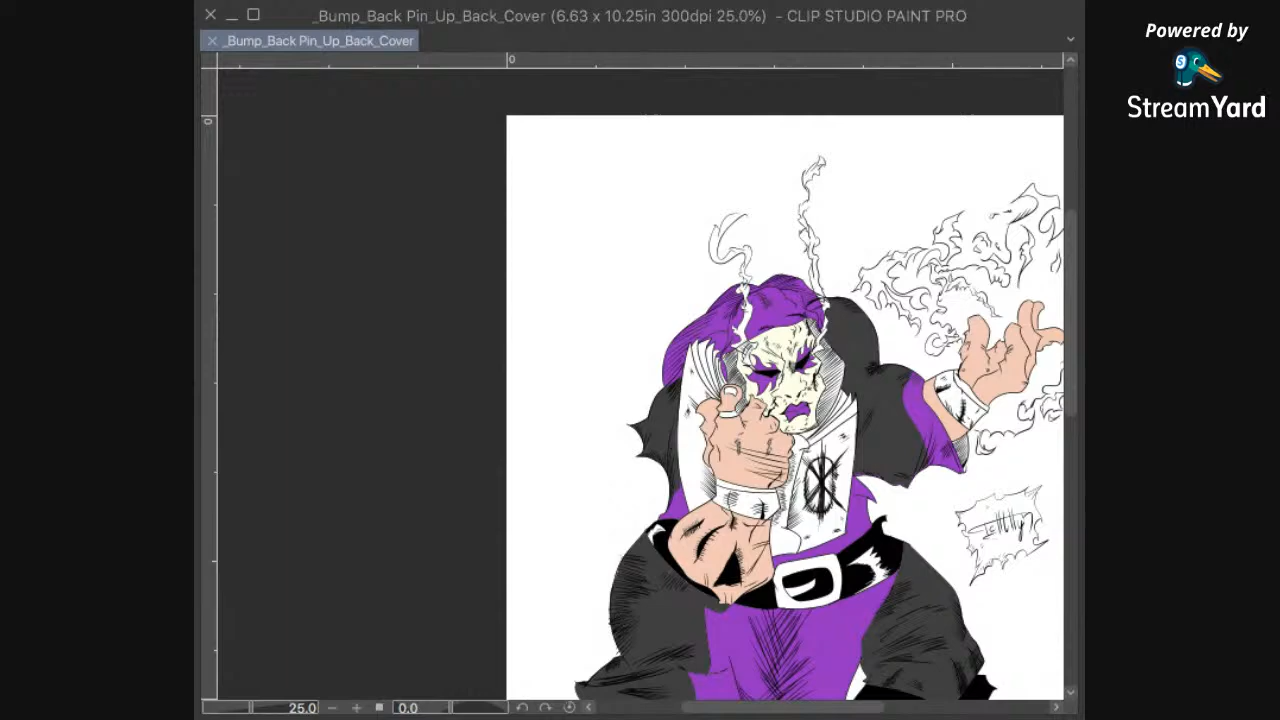 _Bump_Back Pin_Up_Back_Cover (6.63 x 10.25in 300dpi 25.0%) - CLIP STUDIO PAINT PRO
_Bump_Back Pin_Up_Back_Cover
0
0
25.0
0.0
Powered by
StreamYard